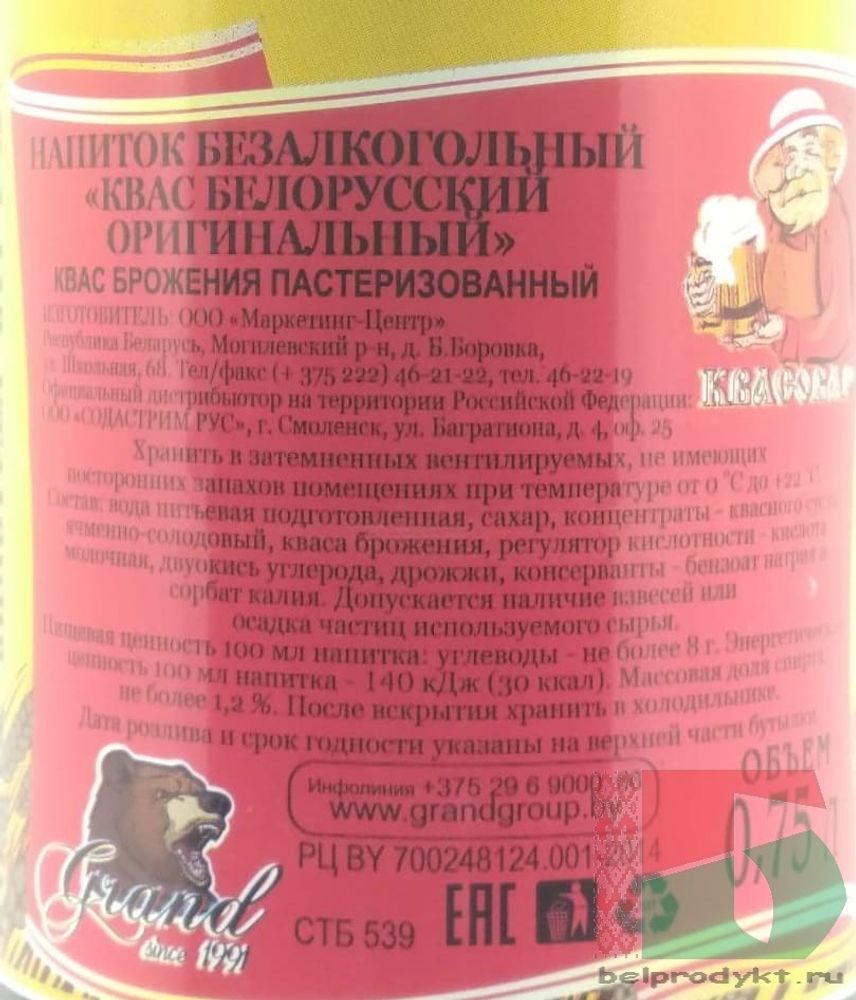 НАПИТОК БЕЗАЛКОГОЛЬНЫЙ
«КВАС БЕЛОРУССКИЙ
ОРИГИНАЛЬНЫЙ»
КВАС БРОЖЕНИЯ ПАСТЕРИЗОВАННЫЙ
ИЗГОТОВИТЕЛЬ: ООО «Маркетинг-Центр»
Республика Беларусь, Могилевский р-н, д. Б.Боровка,
ул. Школьная, 68. Тел/факс (+ 375 222) 46-21-22, тел. 46-22-19
Официальный дистрибьютор на территории Российской Федерации:
ООО «СОДАСТРИМ РУС», г. Смоленск, ул. Багратиона, д. 4, оф. 25
КВАСОВАР
Хранить в затемненных вентилируемых, не имеющих
посторонних запахов помещениях при температуре от 0 °С до +22 °С
Состав: вода питьевая подготовленная, сахар, концентраты - квасного сусла
ячменно-солодовый, кваса брожения, регулятор кислотности - кислота
молочная, двуокись углерода, дрожжи, консерванты - бензоат натрия и
сорбат калия. Допускается наличие взвесей или
осадка частиц используемого сырья.
Пищевая ценность 100 мл напитка: углеводы - не более 8 г. Энергетическая
ценность 100 мл напитка - 140 кДж (30 ккал). Массовая доля спирта
не более 1,2 %. После вскрытия хранить в холодильнике.
Дата розлива и срок годности указаны на верхней части бутылки
Инфолиния +375 29 6 9000
www.grandgroup.by
ОБЪЕМ
0,75 л
РЦ BY 700248124.001-2014
Grand
since 1991
СТБ 539
EAC
belprodykt.ru